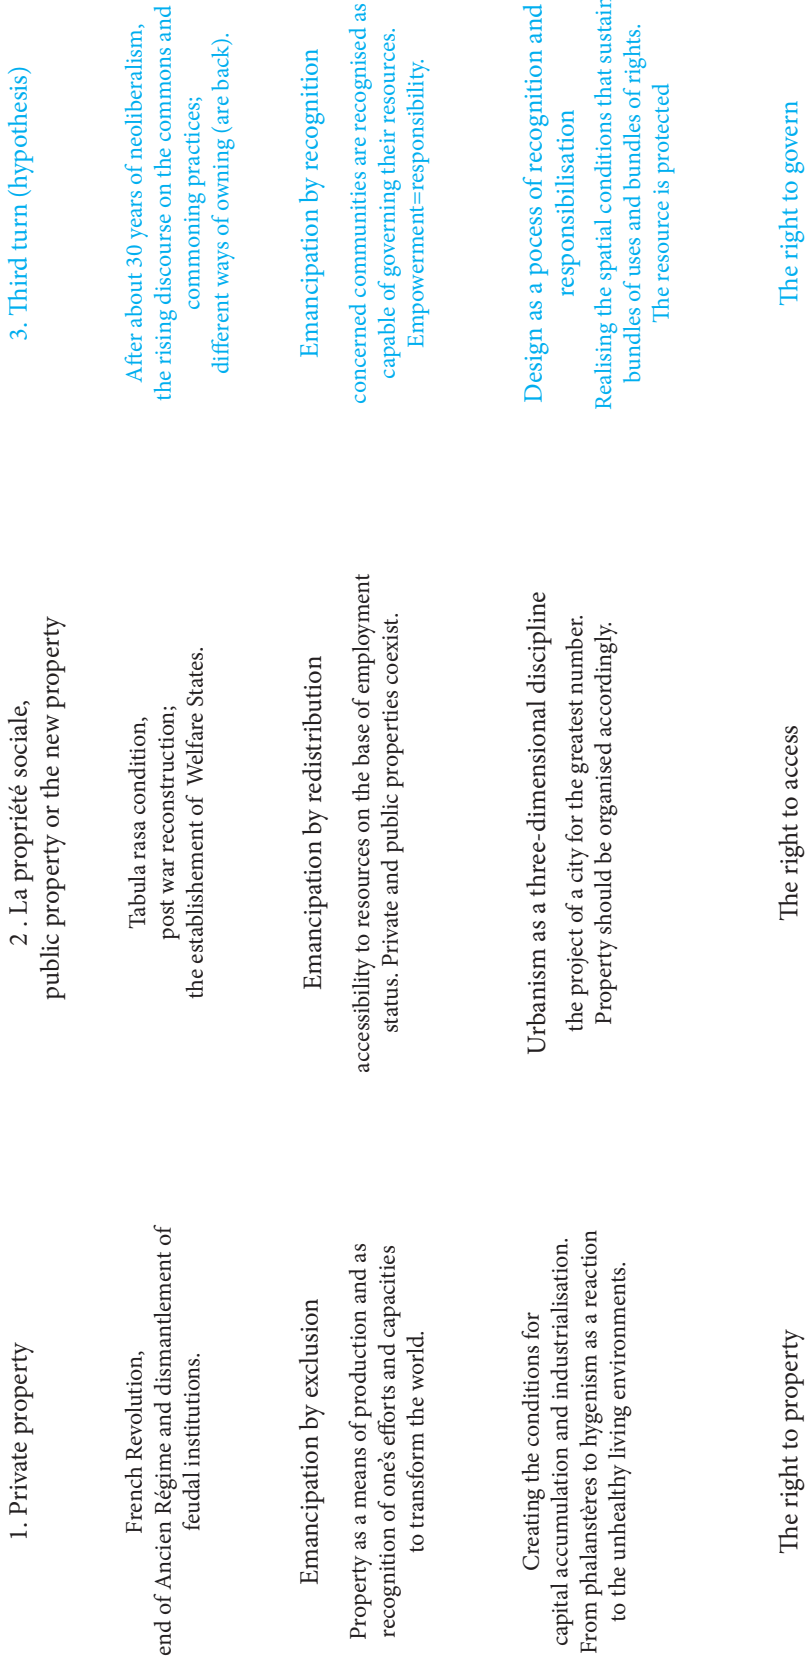 1. Private property
French Revolution,
end of Ancien Régime and dismantlement of
feudal institutions.
Emancipation by exclusion
Property as a means of production and as
recognition of one's efforts and capacities
to transform the world.
Creating the conditions for
capital accumulation and industrialisation.
From phalanstères to hygenism as a reaction
to the unhealthy living environments.
The right to property
2 . La propriété sociale,
public property or the new property
Tabula rasa condition,
post war reconstruction;
the establishement of Welfare States.
Emancipation by redistribution
accessibility to resources on the base of employment
status. Private and public properties coexist.
Urbanism as a three-dimensional discipline
the project of a city for the greatest number.
Property should be organised accordingly.
The right to access
3. Third turn (hypothesis)
After about 30 years of neoliberalism,
the rising discourse on the commons and
commoning practices;
different ways of owning (are back).
Emancipation by recognition
concerned communities are recognised as
capable of governing their resources.
Empowerment=responsibility.
Design as a pocess of recognition and
responsibilisation
Realising the spatial conditions that sustain
bundles of uses and bundles of rights.
The resource is protected
The right to govern